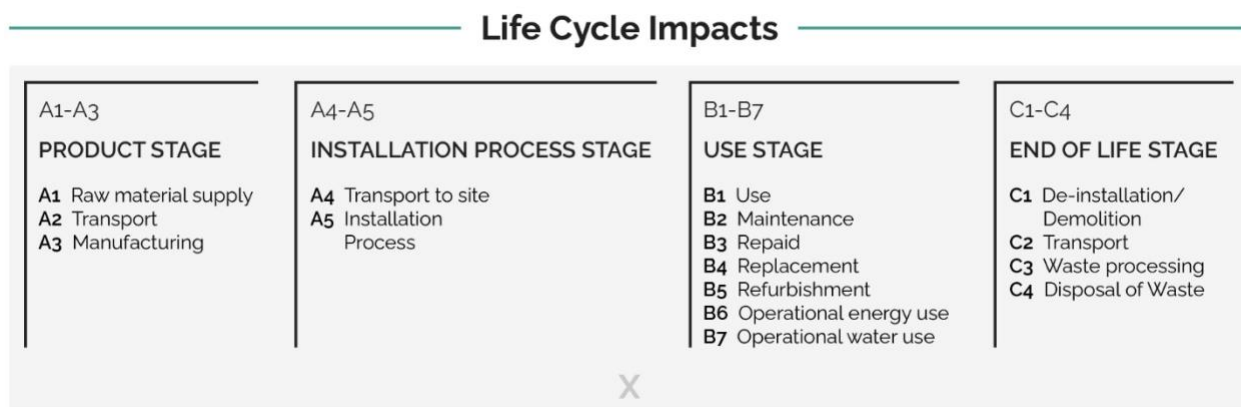 Life Cycle Impacts
A1-A3
PRODUCT STAGE
A1 Raw material supply
A2 Transport
A3 Manufacturing
A4-A5
INSTALLATION PROCESS STAGE
A4 Transport to site
A5 Installation
Process
B1-B7
USE STAGE
B1 Use
B2 Maintenance
B3 Repaid
B4 Replacement
B5 Refurbishment
B6 Operational energy use
B7 Operational water use
C1-C4
END OF LIFE STAGE
C1 De-installation/
Demolition
C2 Transport
C3 Waste processing
C4 Disposal of Waste
X